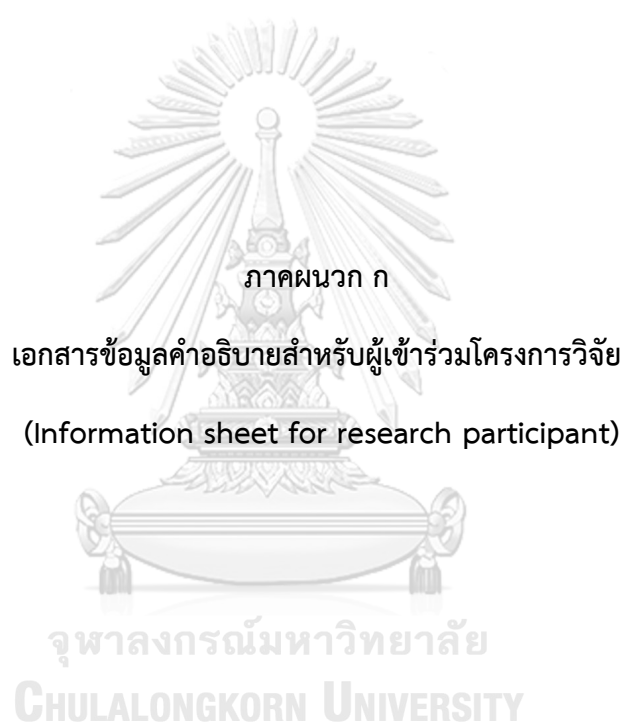 ภาคผนวก ก
เอกสารข้อมูลคำอธิบายสำหรับผู้เข้าร่วมโครงการวิจัย
(Information sheet for research participant)
จุฬาลงกรณ์มหาวิทยาลัย
CHULALONGKORN UNIVERSITY